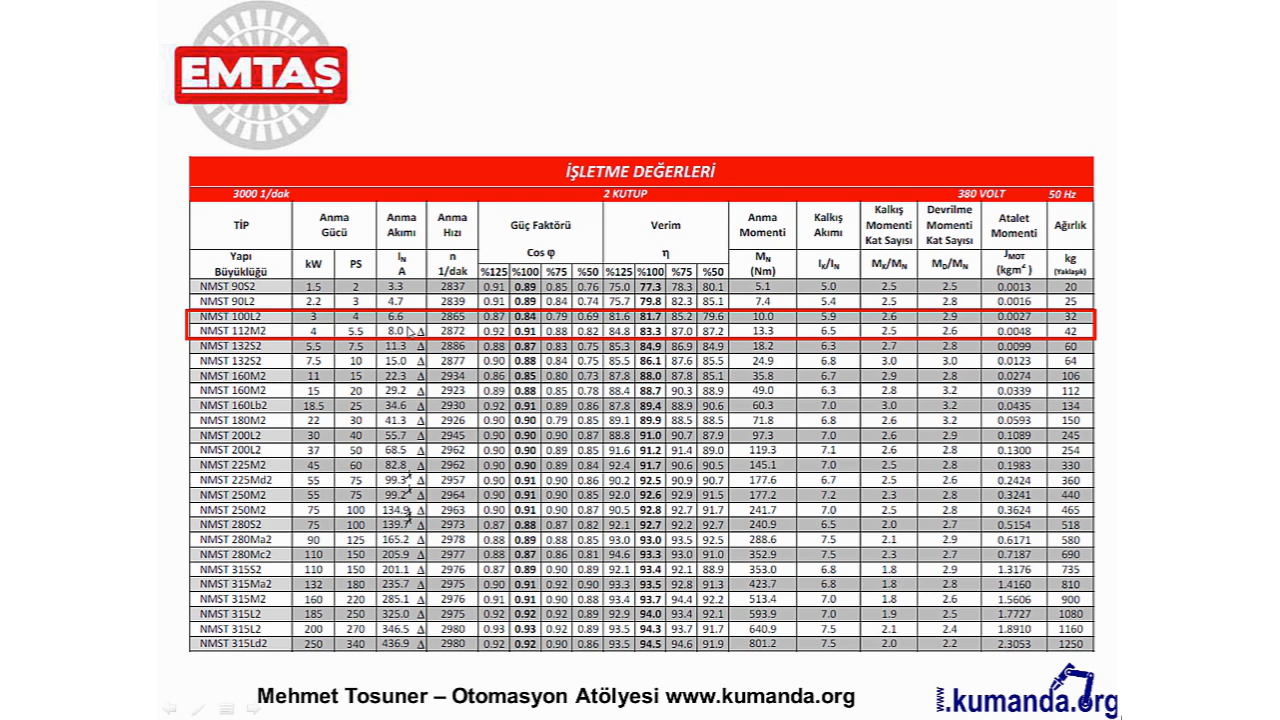 EMTAŞ
İŞLETME DEĞERLERİ
3000 1/dak 2 KUTUP 380 VOLT 50 Hz
TİP Anma Gücü Anma Akımı Anma Hızı Güç Faktörü Verim Anma Momenti Kalkış Akımı Kalkış Momenti Kat Sayısı Devrilme Momenti Kat Sayısı Atalet Momenti Ağırlık
Yapı Büyüklüğü kW PS IN A n 1/dak Cos φ η MN (Nm) IK/IN MK/MN MD/MN JMOT (kgm²) kg (Yaklaşık)
%125 %100 %75 %50 %125 %100 %75 %50
NMST 90S2 1.5 2 3.3 2837 0.91 0.89 0.85 0.76 75.0 77.3 78.3 80.1 5.1 5.0 2.5 2.5 0.0013 20
NMST 90L2 2.2 3 4.7 2839 0.91 0.89 0.84 0.74 75.7 79.8 82.3 85.1 7.4 5.4 2.5 2.8 0.0016 25
NMST 100L2 3 4 6.6 2865 0.87 0.84 0.79 0.69 81.6 81.7 85.2 79.6 10.0 5.9 2.6 2.9 0.0027 32
NMST 112M2 4 5.5 8.0 Δ 2872 0.92 0.91 0.88 0.82 84.8 83.3 87.0 87.2 13.3 6.5 2.5 2.6 0.0048 42
NMST 132S2 5.5 7.5 11.3 Δ 2886 0.88 0.87 0.83 0.75 85.3 84.9 86.9 84.9 18.2 6.3 2.7 2.8 0.0099 60
NMST 132S2 7.5 10 15.0 Δ 2877 0.90 0.88 0.84 0.75 85.5 86.1 87.6 85.5 24.9 6.8 3.0 3.0 0.0123 64
NMST 160M2 11 15 22.3 Δ 2934 0.86 0.85 0.80 0.73 87.8 88.0 87.8 85.1 35.8 6.7 2.9 2.8 0.0274 106
NMST 160M2 15 20 29.2 Δ 2923 0.89 0.88 0.85 0.78 88.4 88.7 90.3 88.9 49.0 6.3 2.8 2.8 0.0339 112
NMST 160Lb2 18.5 25 34.6 Δ 2930 0.92 0.91 0.89 0.86 87.8 89.4 88.9 90.6 60.3 7.0 3.0 3.2 0.0435 134
NMST 180M2 22 30 41.3 Δ 2926 0.90 0.90 0.79 0.85 89.1 89.9 88.5 88.5 71.8 6.8 2.6 3.2 0.0593 150
NMST 200L2 30 40 55.7 Δ 2945 0.90 0.90 0.90 0.87 88.8 91.0 90.7 87.9 97.3 7.0 2.6 2.9 0.1089 245
NMST 200L2 37 50 68.5 Δ 2962 0.90 0.90 0.89 0.85 91.6 91.2 91.4 89.0 119.3 7.1 2.6 2.8 0.1300 254
NMST 225M2 45 60 82.8 Δ 2962 0.90 0.90 0.89 0.84 92.4 91.7 90.6 90.5 145.1 7.0 2.5 2.8 0.1983 330
NMST 225Md2 55 75 99.3 Δ 2957 0.90 0.91 0.90 0.86 90.2 92.5 90.9 90.7 177.6 6.7 2.5 2.6 0.2424 360
NMST 250M2 55 75 99.2 Δ 2964 0.90 0.91 0.90 0.85 92.0 92.6 92.9 91.5 177.2 7.2 2.3 2.8 0.3241 440
NMST 250M2 75 100 134.9 Δ 2963 0.90 0.91 0.90 0.87 90.5 92.8 92.7 91.7 241.7 7.0 2.5 2.8 0.3624 465
NMST 280S2 75 100 139.7 Δ 2973 0.87 0.88 0.87 0.82 92.1 92.7 92.2 92.7 240.9 6.5 2.0 2.7 0.5154 518
NMST 280Ma2 90 125 165.2 Δ 2978 0.88 0.89 0.88 0.85 93.0 93.0 93.5 92.5 288.6 7.5 2.1 2.9 0.6171 580
NMST 280Mc2 110 150 205.9 Δ 2977 0.88 0.87 0.86 0.81 94.6 93.3 93.0 91.0 352.9 7.5 2.3 2.7 0.7187 690
NMST 315S2 110 150 201.1 Δ 2976 0.87 0.89 0.90 0.89 92.1 93.4 92.1 88.9 353.0 6.8 1.8 2.9 1.3176 735
NMST 315Ma2 132 180 235.7 Δ 2975 0.90 0.91 0.92 0.90 93.3 93.5 92.8 91.3 423.7 6.8 1.8 2.8 1.4160 810
NMST 315M2 160 220 285.1 Δ 2976 0.91 0.91 0.90 0.88 93.4 93.7 94.4 92.2 513.4 7.0 1.8 2.6 1.5606 900
NMST 315L2 185 250 325.0 Δ 2975 0.92 0.92 0.92 0.89 92.9 94.0 93.4 92.1 593.9 7.0 1.9 2.5 1.7727 1080
NMST 315L2 200 270 346.5 Δ 2980 0.93 0.93 0.92 0.89 93.5 94.3 93.7 91.7 640.9 7.5 2.1 2.4 1.8910 1160
NMST 315Ld2 250 340 436.9 Δ 2980 0.92 0.92 0.90 0.86 93.5 94.5 94.6 91.9 801.2 7.5 2.0 2.2 2.3053 1250
Mehmet Tosuner – Otomasyon Atölyesi www.kumanda.org
www.kumanda.org